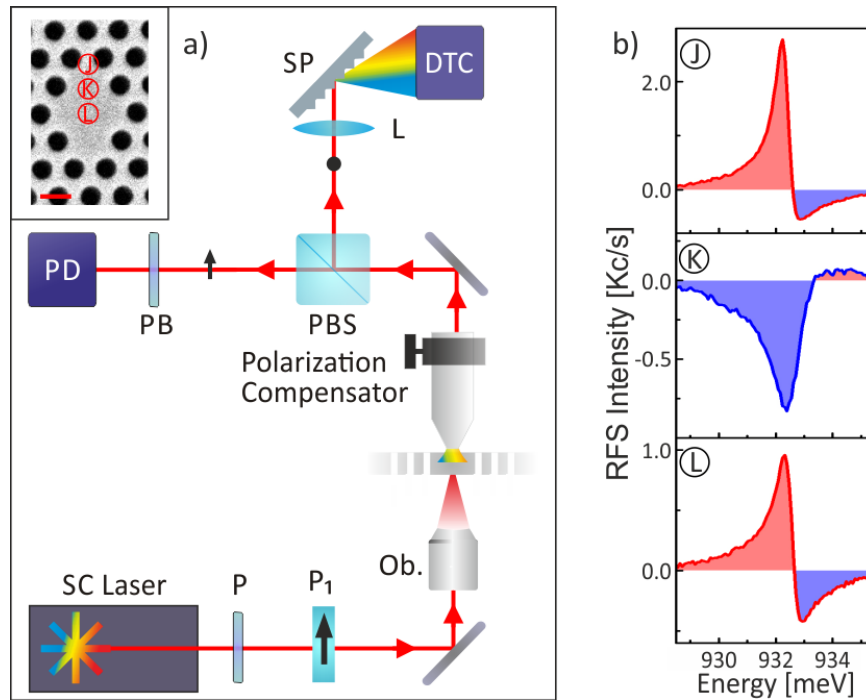 a)
J
K
L
SP
DTC
L
PD
PB
PBS
Polarization
Compensator
Ob.
SC Laser
P
P₁
b)
RFS Intensity [Kc/s]
J
2.0
0.0
K
0.0
-0.5
L
1.0
0.0
930
932
934
Energy [meV]